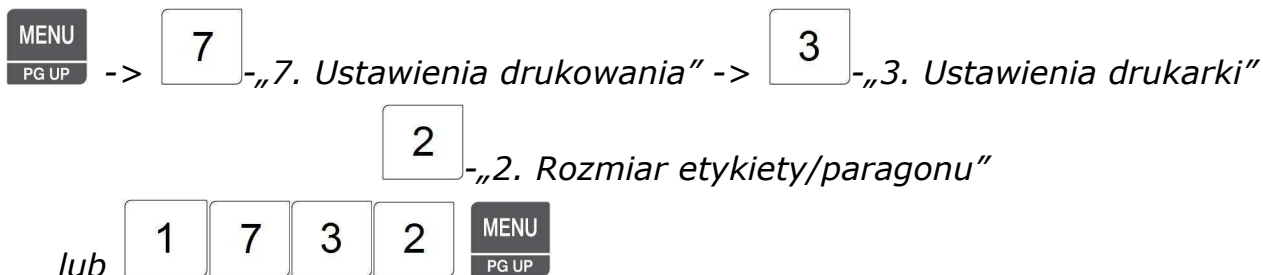 MENU
PG UP -> 7 -„7. Ustawienia drukowania” -> 3 -„3. Ustawienia drukarki”
2 -„2. Rozmiar etykiety/paragonu”
lub 1 7 3 2 MENU
PG UP